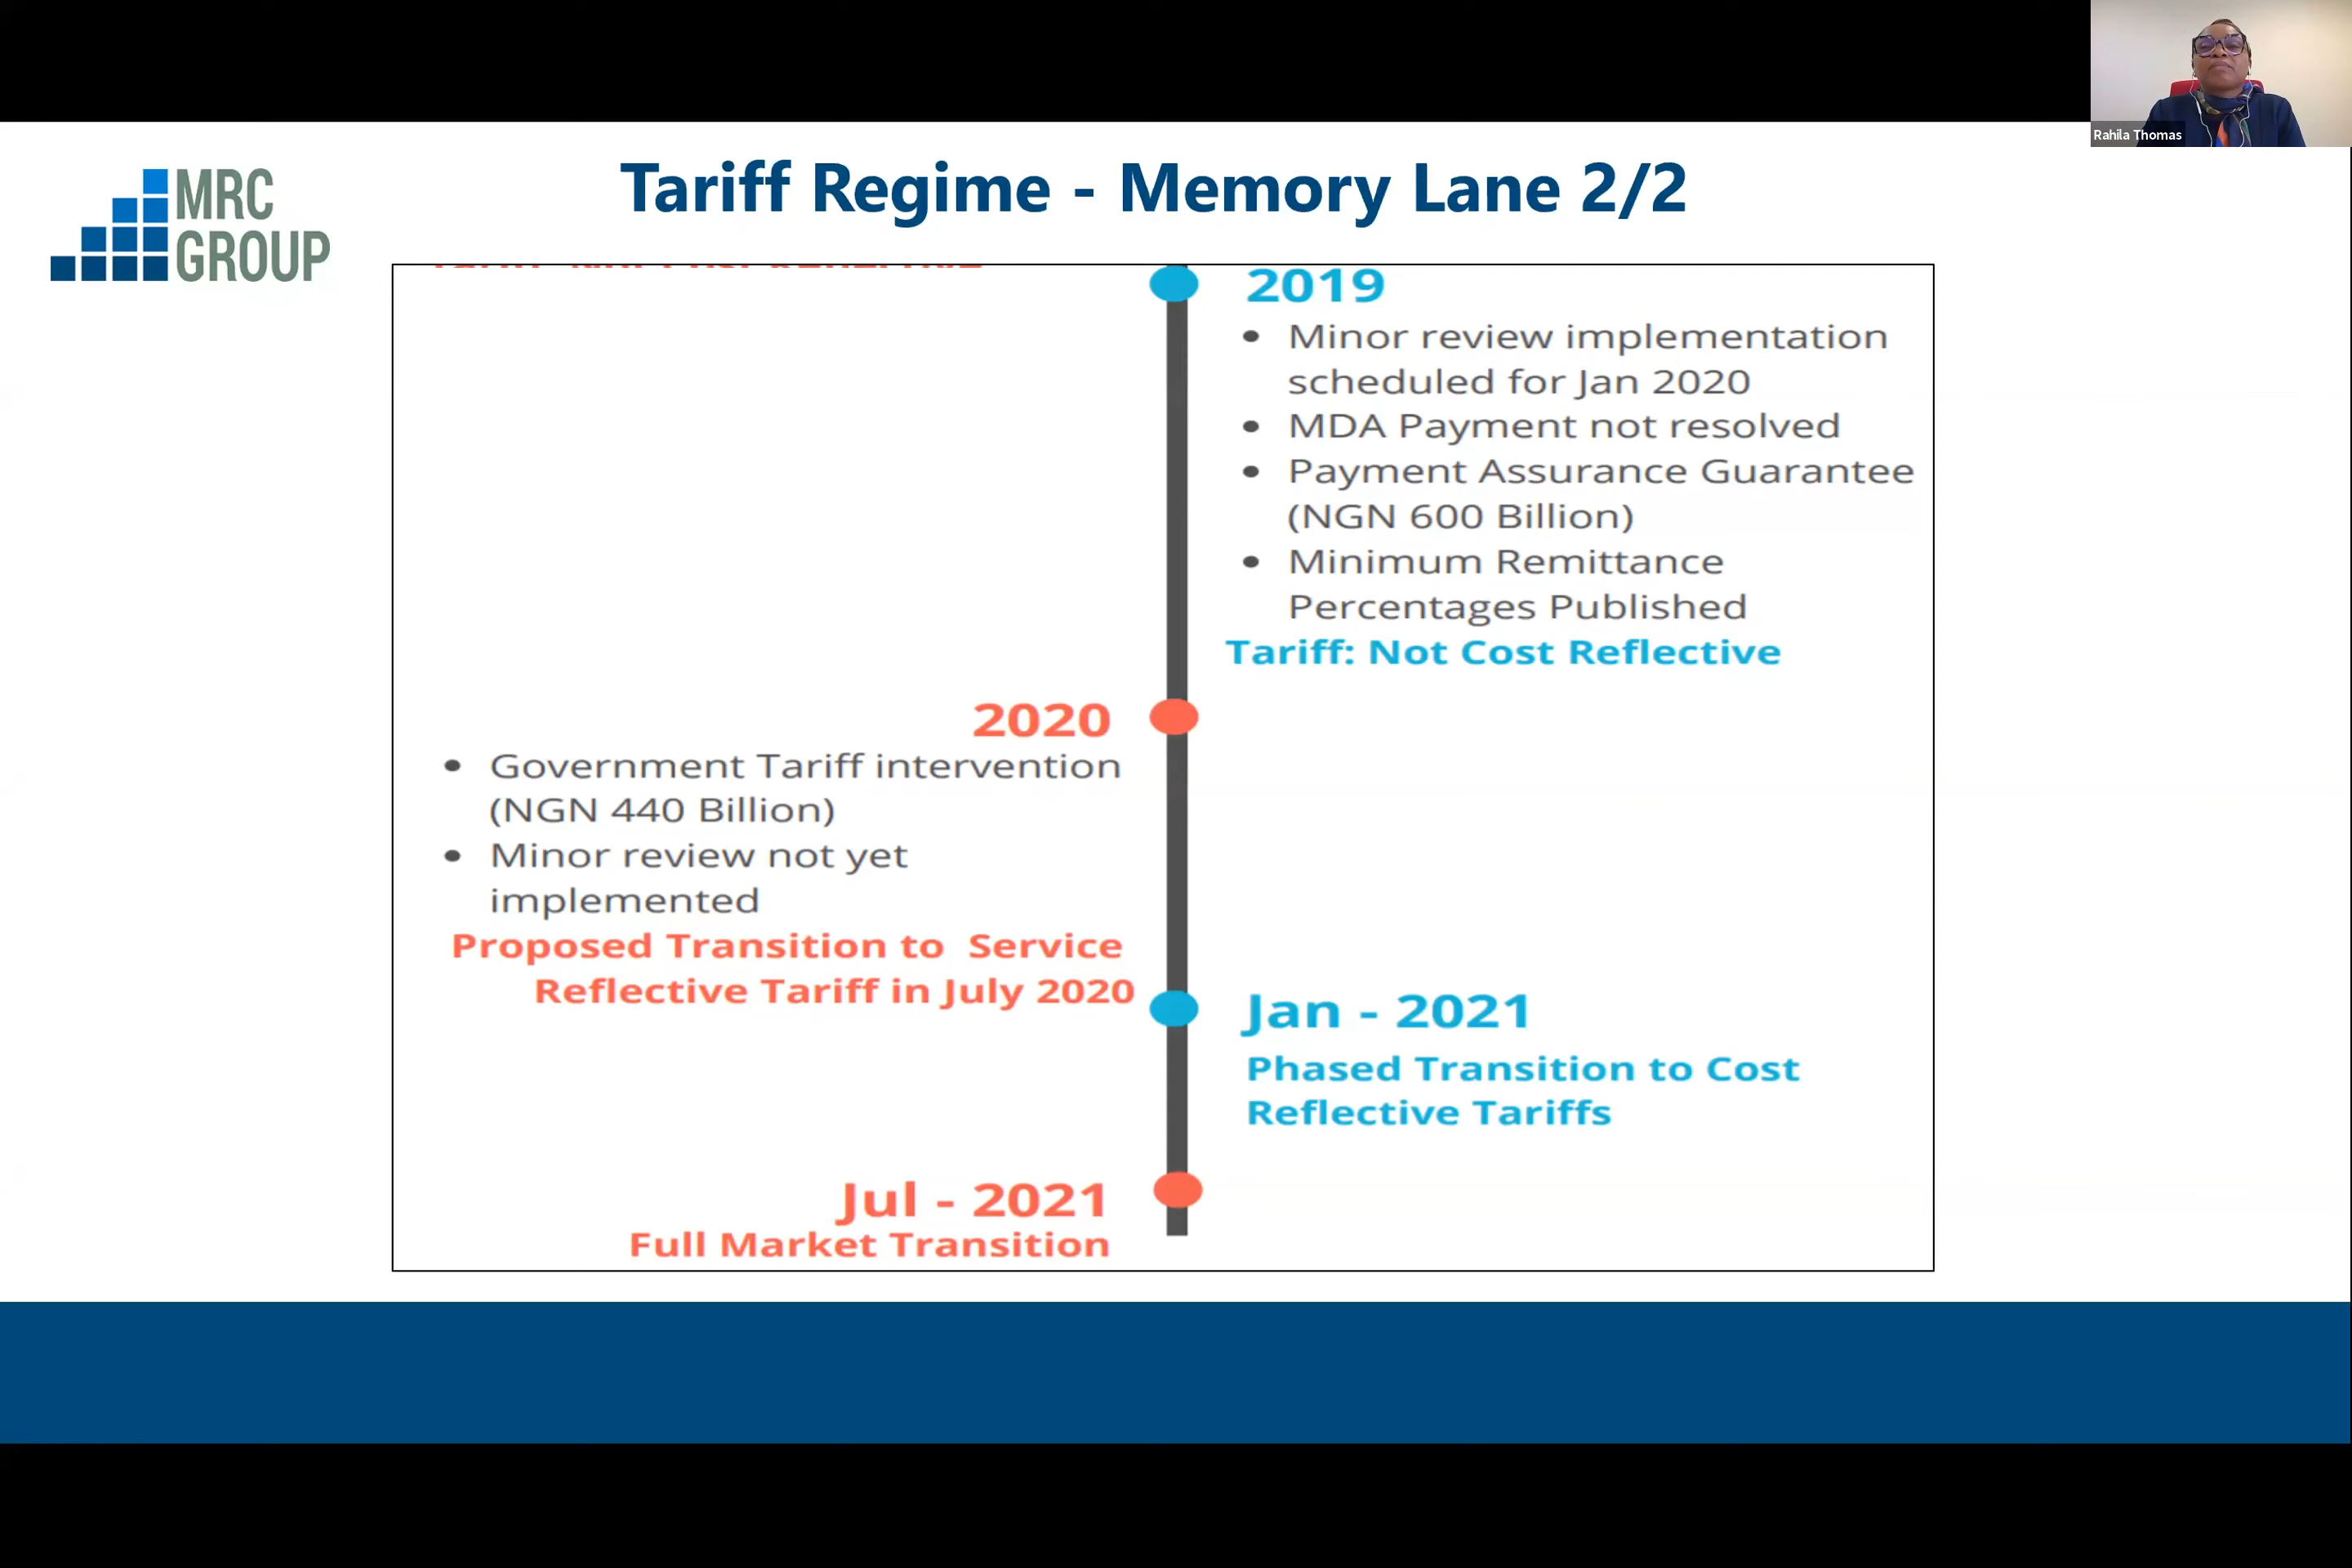 Rahila Thomas
MRC
GROUP
Tariff Regime - Memory Lane 2/2
2019
• Minor review implementation
scheduled for Jan 2020
• MDA Payment not resolved
• Payment Assurance Guarantee
(NGN 600 Billion)
• Minimum Remittance
Percentages Published
Tariff: Not Cost Reflective
2020
• Government Tariff intervention
(NGN 440 Billion)
• Minor review not yet
implemented
Proposed Transition to Service
Reflective Tariff in July 2020
Jan - 2021
Phased Transition to Cost
Reflective Tariffs
Jul - 2021
Full Market Transition